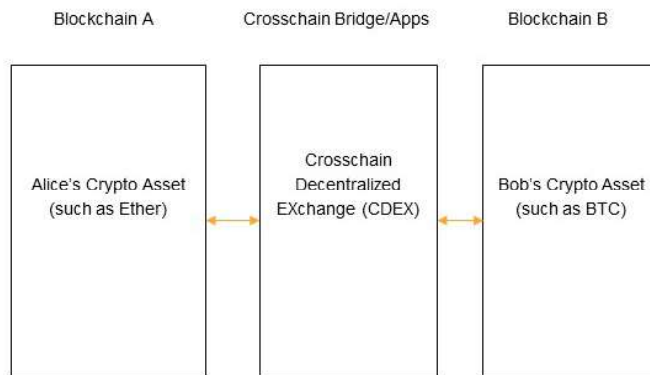 Blockchain A
Crosschain Bridge/Apps
Blockchain B
Alice's Crypto Asset
(such as Ether)
Crosschain
Decentralized
EXchange (CDEX)
Bob's Crypto Asset
(such as BTC)